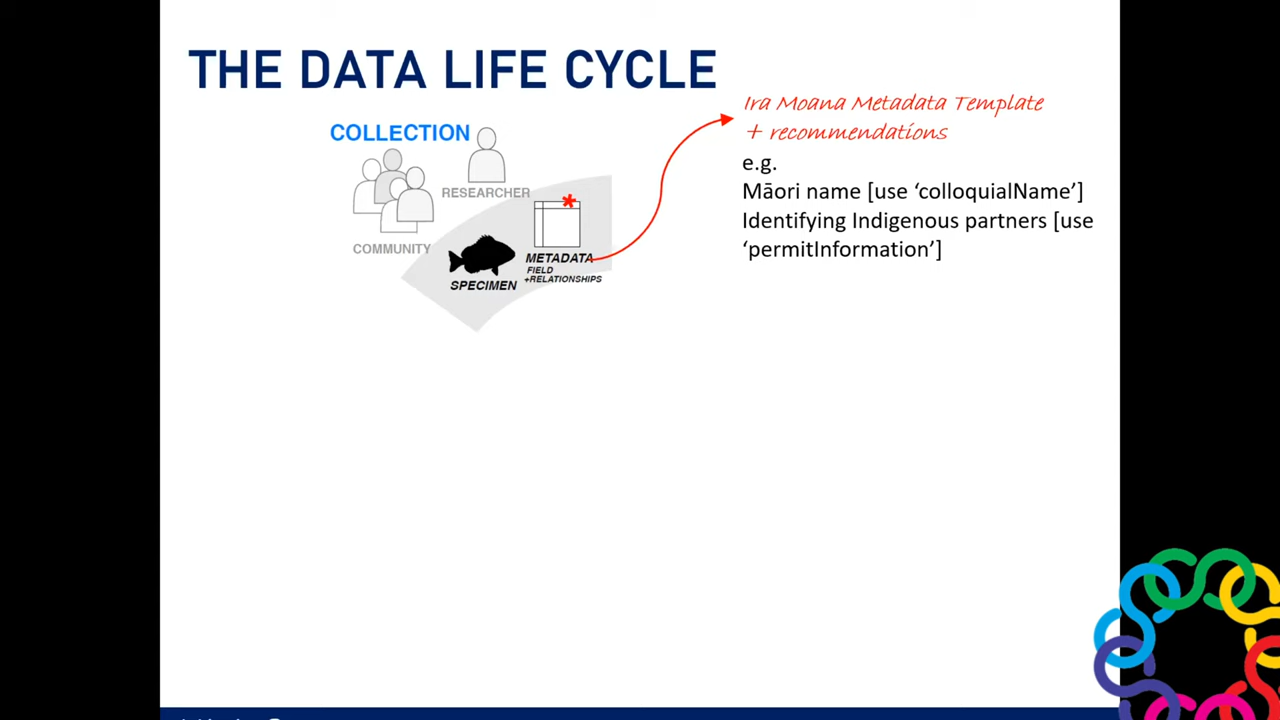 THE DATA LIFE CYCLE
COLLECTION
RESEARCHER
COMMUNITY
SPECIMEN
METADATA
FIELD
+RELATIONSHIPS
Ira Moana Metadata Template
+ recommendations
e.g.
Māori name [use ‘colloquialName’]
Identifying Indigenous partners [use
‘permitInformation’]